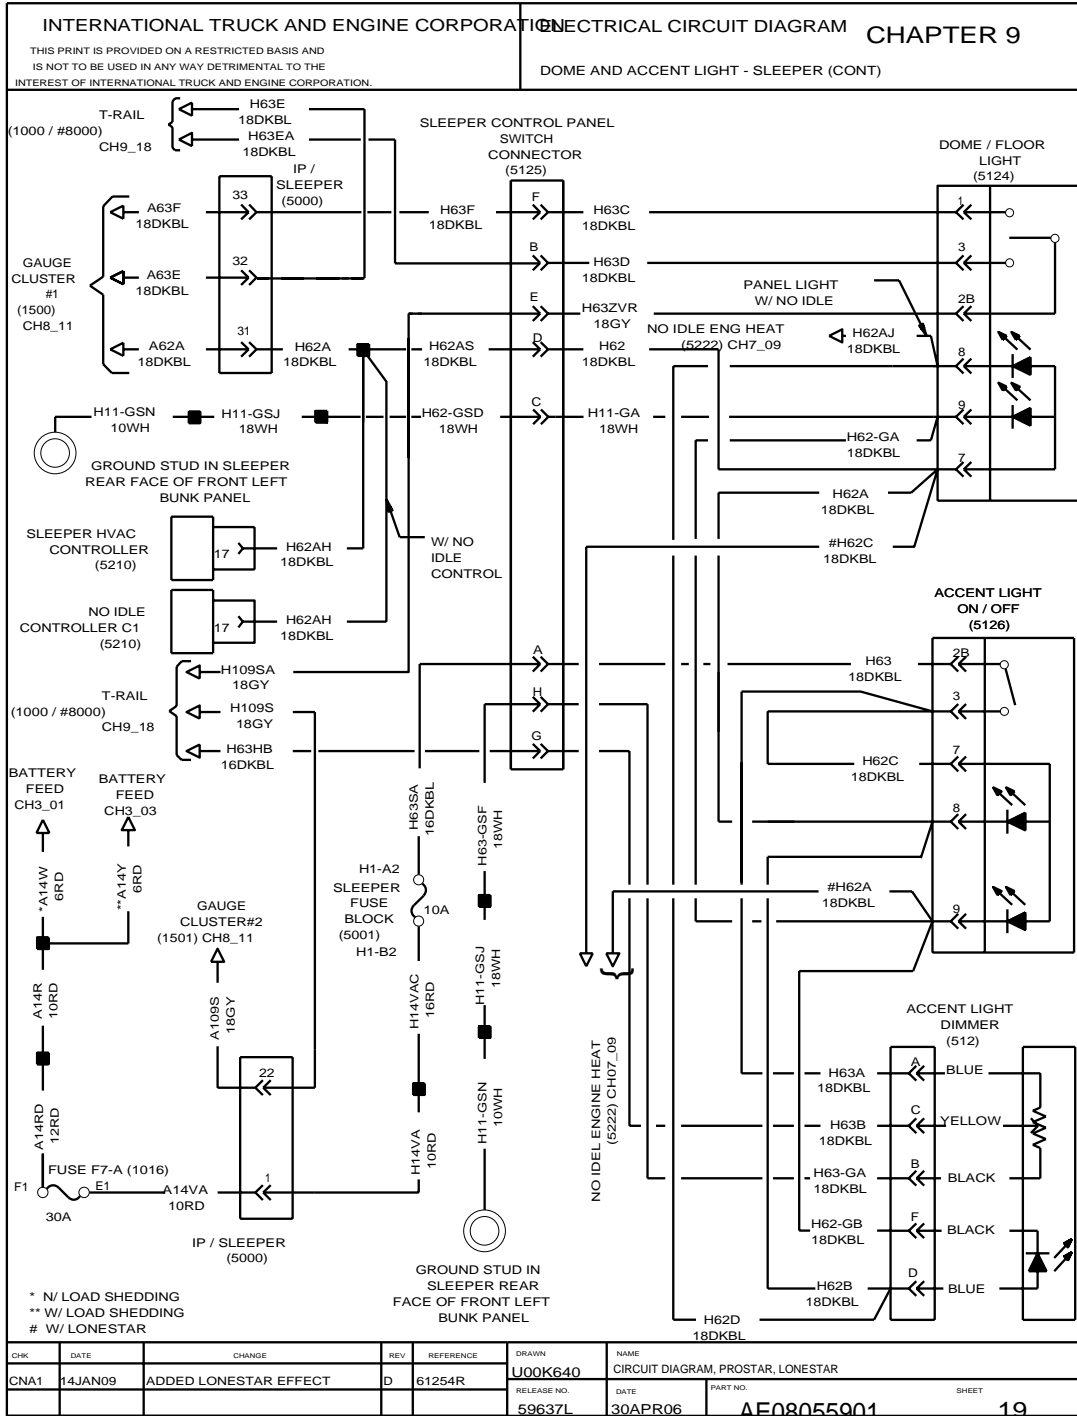 INTERNATIONAL TRUCK AND ENGINE CORPORATION
THIS PRINT IS PROVIDED ON A RESTRICTED BASIS AND
IS NOT TO BE USED IN ANY WAY DETRIMENTAL TO THE
INTEREST OF INTERNATIONAL TRUCK AND ENGINE CORPORATION.
ELECTRICAL CIRCUIT DIAGRAM
CHAPTER 9
DOME AND ACCENT LIGHT - SLEEPER (CONT)
T-RAIL
(1000 / #8000)
CH9_18
H63E
18DKBL
H63EA
18DKBL
IP /
SLEEPER
(5000)
SLEEPER CONTROL PANEL
SWITCH
CONNECTOR
(5125)
DOME / FLOOR
LIGHT
(5124)
GAUGE
CLUSTER
#1
(1500)
CH8_11
A63F
18DKBL
33
H63F
18DKBL
F
H63C
18DKBL
1
A63E
18DKBL
32
B
H63D
18DKBL
3
PANEL LIGHT
W/ NO IDLE
E
H63ZVR
18GY
2B
A62A
18DKBL
31
H62A
18DKBL
H62AS
18DKBL
D
H62
18DKBL
NO IDLE ENG HEAT
(5222) CH7_09
H62AJ
18DKBL
8
H11-GSN
10WH
H11-GSJ
18WH
H62-GSD
18WH
C
H11-GA
18WH
9
H62-GA
18DKBL
7
GROUND STUD IN SLEEPER
REAR FACE OF FRONT LEFT
BUNK PANEL
H62A
18DKBL
#H62C
18DKBL
SLEEPER HVAC
CONTROLLER
(5210)
17
H62AH
18DKBL
W/ NO
IDLE
CONTROL
NO IDLE
CONTROLLER C1
(5210)
17
H62AH
18DKBL
ACCENT LIGHT
ON / OFF
(5126)
T-RAIL
(1000 / #8000)
CH9_18
H109SA
18GY
H109S
18GY
H63HB
16DKBL
A
H
G
H63
18DKBL
2B
3
H62C
18DKBL
7
8
#H62A
18DKBL
9
BATTERY
FEED
CH3_01
BATTERY
FEED
CH3_03
*A14W
6RD
**A14Y
6RD
A14R
10RD
A14RD
12RD
GAUGE
CLUSTER#2
(1501) CH8_11
A109S
18GY
22
H63SA
16DKBL
H1-A2
SLEEPER
FUSE
BLOCK
(5001)
H1-B2
10A
H14VAC
16RD
H14VA
10RD
H63-GSF
18WH
H11-GSJ
18WH
H11-GSN
10WH
NO IDEL ENGINE HEAT
(5222) CH07_09
FUSE F7-A (1016)
F1
E1
30A
A14VA
10RD
1
IP / SLEEPER
(5000)
GROUND STUD IN
SLEEPER REAR
FACE OF FRONT LEFT
BUNK PANEL
ACCENT LIGHT
DIMMER
(512)
H63A
18DKBL
A
BLUE
H63B
18DKBL
C
YELLOW
H63-GA
18DKBL
B
BLACK
H62-GB
18DKBL
F
BLACK
H62B
18DKBL
D
BLUE
H62D
18DKBL
* N/ LOAD SHEDDING
** W/ LOAD SHEDDING
# W/ LONESTAR
CHK DATE CHANGE REV REFERENCE
CNA1 14JAN09 ADDED LONESTAR EFFECT D 61254R
DRAWN
U00K640
NAME
CIRCUIT DIAGRAM, PROSTAR, LONESTAR
RELEASE NO.
59637L
DATE
30APR06
PART NO.
AE08055901
SHEET
19